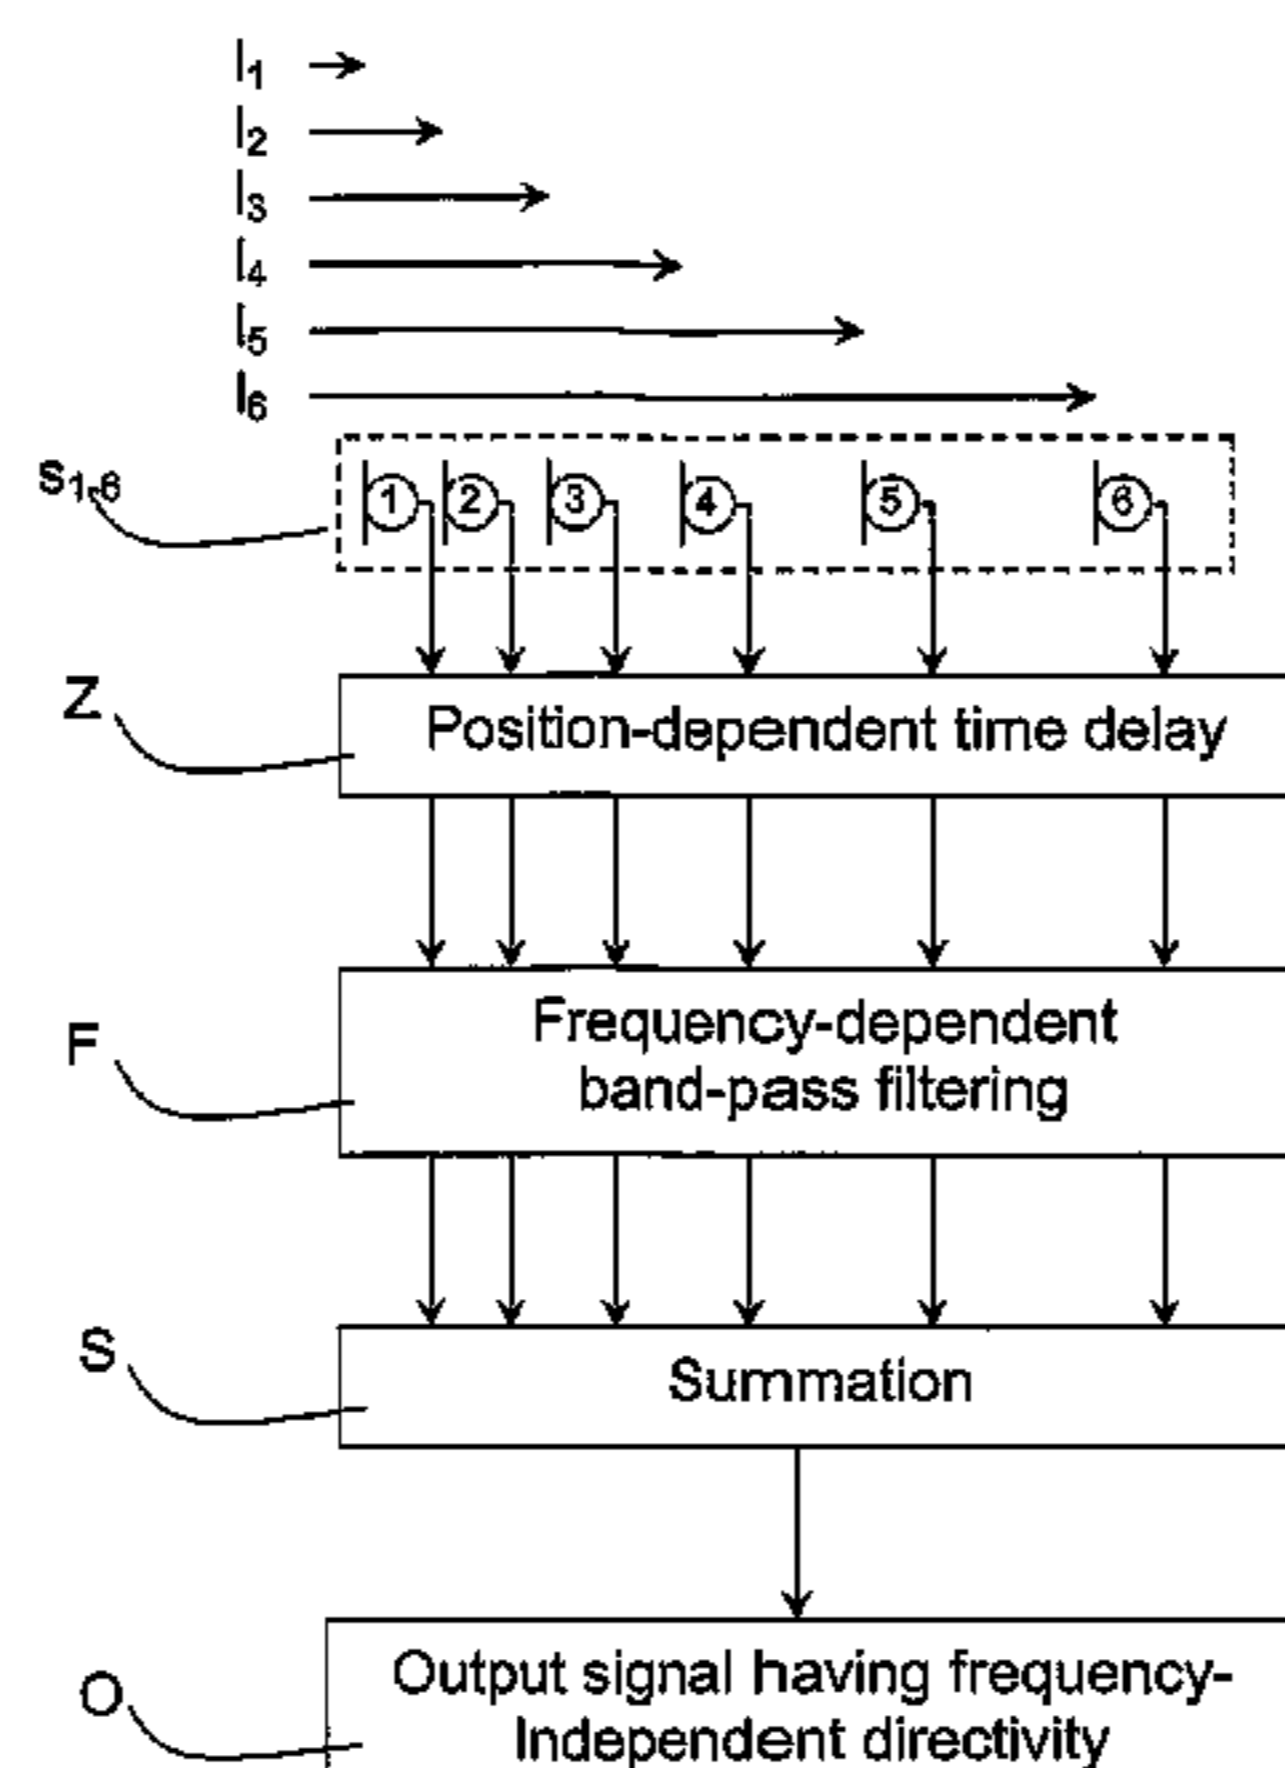 l1
l2
l3
l4
l5
l6
s1-6
1 2 3 4 5 6
Z
Position-dependent time delay
F
Frequency-dependent
band-pass filtering
S
Summation
O
Output signal having frequency-
Independent directivity